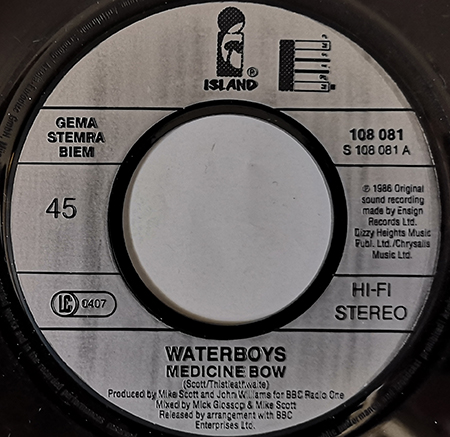 ISLAND ℗
GEMA
STEMRA
BIEM
108 081
S 108 081 A
45
℗ 1986 Original
sound recording
made by Ensign
Records Ltd.
Dizzy Heights Music
Publ. Ltd./Chrysalis
Music Ltd.
LC 0407
HI-FI
STEREO
WATERBOYS
MEDICINE BOW
(Scott/Thistlethwaite)
Produced by Mike Scott and John Williams for BBC Radio One
Mixed by Mick Glossop & Mike Scott
Released by arrangement with BBC
Enterprises Ltd.